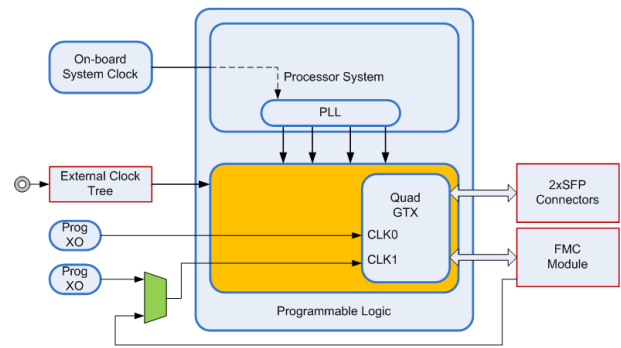 On-board
System Clock
Processor System
PLL
External Clock
Tree
Quad
GTX
2xSFP
Connectors
Prog
XO
CLK0
FMC
Module
CLK1
Prog
XO
Programmable Logic